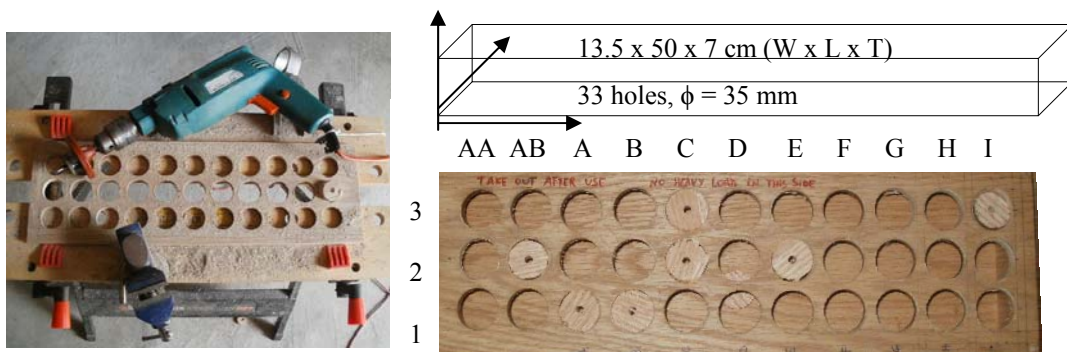 13.5 x 50 x 7 cm (W x L x T)
33 holes, ϕ = 35 mm
AA AB A B C D E F G H I
TAKE OUT AFTER USE NO HEAVY LOAD IN THIS SIDE
3
2
1